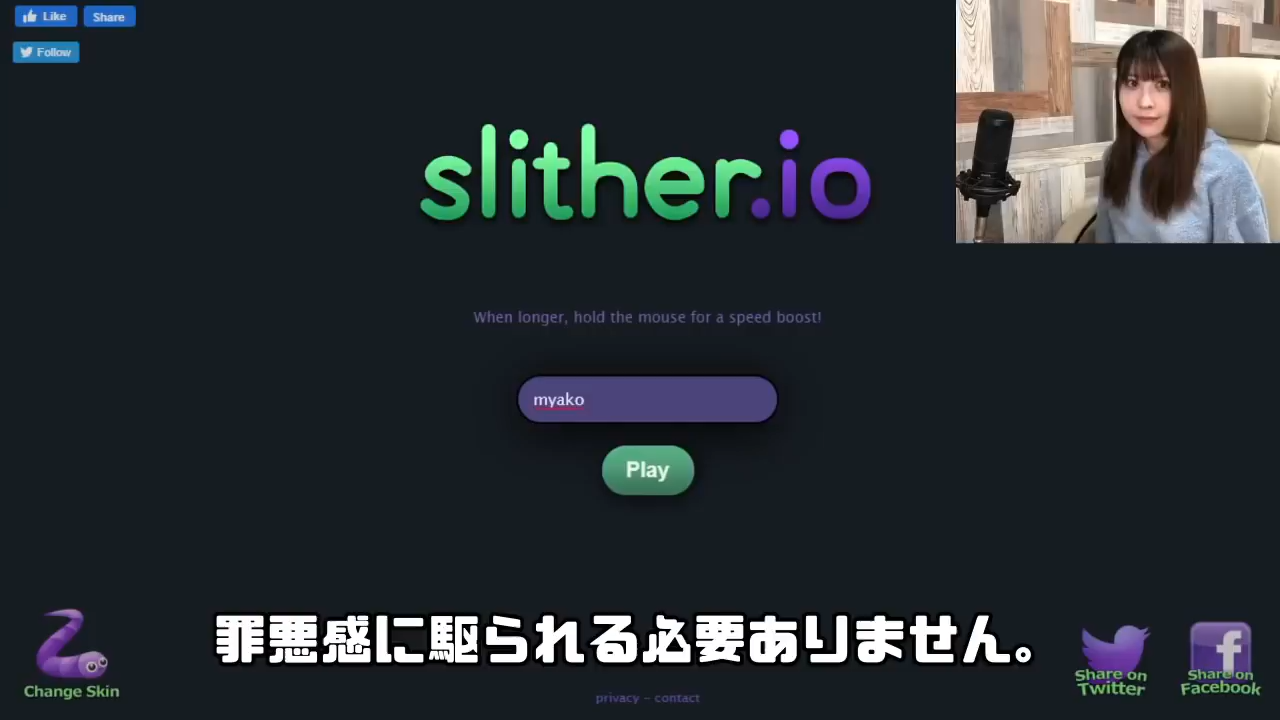 Like Share
Follow
slither.io
When longer, hold the mouse for a speed boost!
myako
Play
罪悪感に駆られる必要ありません。
Change Skin
privacy - contact
Share on
Twitter
f
Share on
Facebook